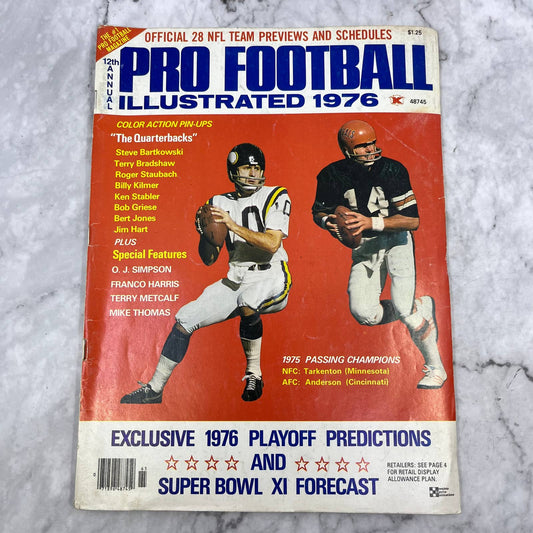 THE #1
PRO FOOTBALL
MAGAZINE
OFFICIAL 28 NFL TEAM PREVIEWS AND SCHEDULES
$1.25
12th ANNUAL
PRO FOOTBALL
ILLUSTRATED 1976
48745
COLOR ACTION PIN-UPS
"The Quarterbacks"
Steve Bartkowski
Terry Bradshaw
Roger Staubach
Billy Kilmer
Ken Stabler
Bob Griese
Bert Jones
Jim Hart
PLUS
Special Features
O. J. SIMPSON
FRANCO HARRIS
TERRY METCALF
MIKE THOMAS
10
14
1975 PASSING CHAMPIONS
NFC: Tarkenton (Minnesota)
AFC: Anderson (Cincinnati)
EXCLUSIVE 1976 PLAYOFF PREDICTIONS
AND
SUPER BOWL XI FORECAST
RETAILERS: SEE PAGE 4
FOR RETAIL DISPLAY
ALLOWANCE PLAN.